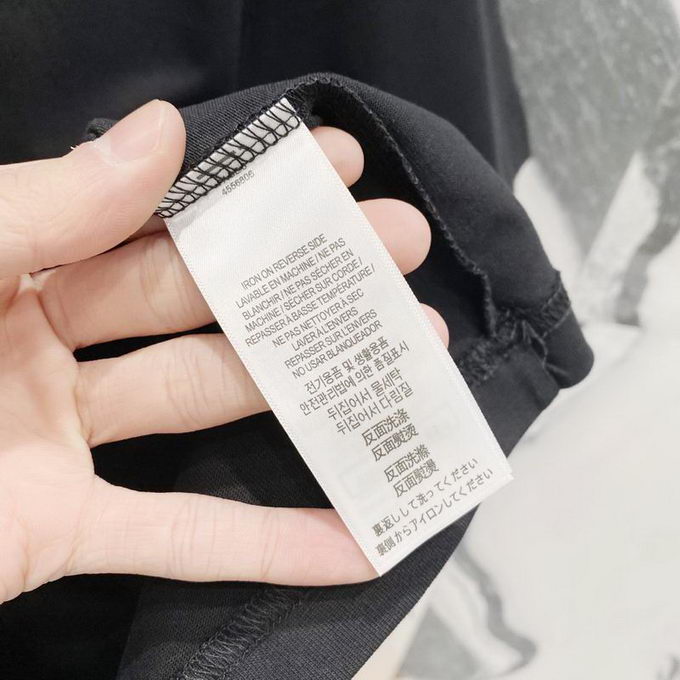 4556806
IRON ON REVERSE SIDE
LAVABLE EN MACHINE / NE PAS
BLANCHIR / NE PAS SÉCHER EN
MACHINE / SÉCHER SUR CORDE /
REPASSER À BASSE TEMPÉRATURE /
NE PAS NETTOYER À SEC
LAVER À L'ENVERS
REPASSER SUR L'ENVERS
NO USAR BLANQUEADOR
전기용품 및 생활용품
안전관리법에 의한 품질표시
뒤집어서 물세탁
뒤집어서 다림질
反面洗涤
反面熨烫
反面洗滌
反面熨燙
裏返しして洗ってください
裏側からアイロンしてください